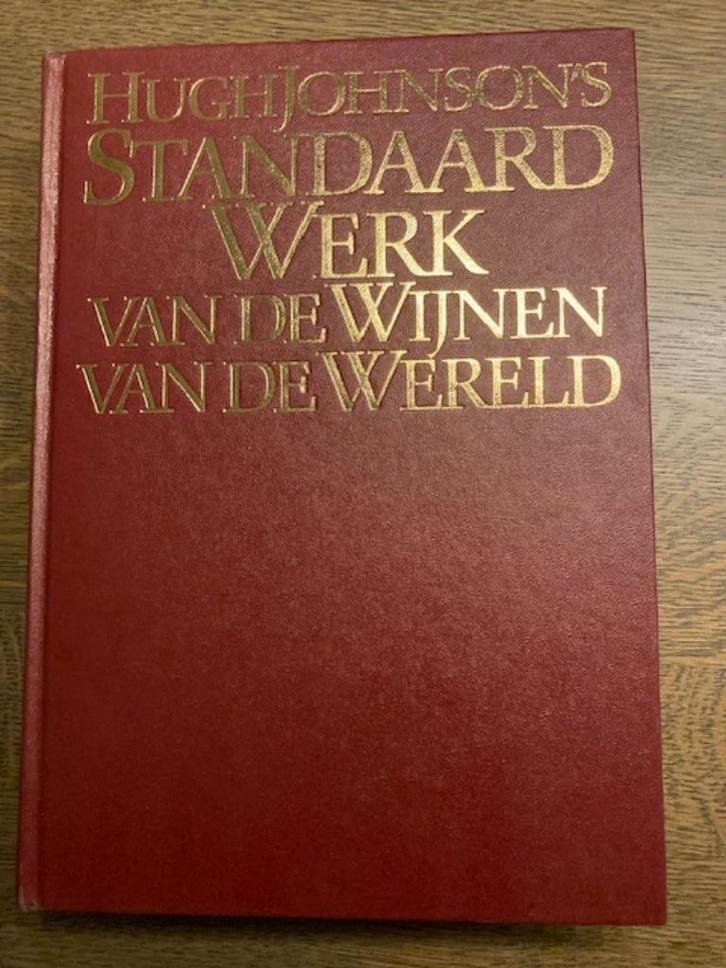 HUGH JOHNSON'S
STANDAARD
WERK
VAN DE WIJNEN
VAN DE WERELD